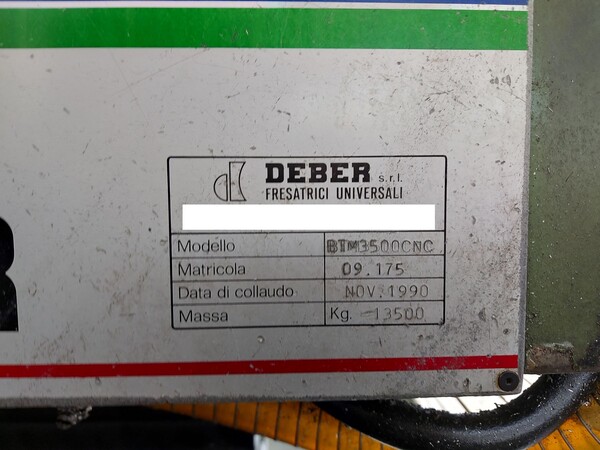 DEBER s.r.l.
FRESATRICI UNIVERSALI
Modello BTM3500CNC
Matricola 09.175
Data di collaudo NOV.1990
Massa Kg. 13500